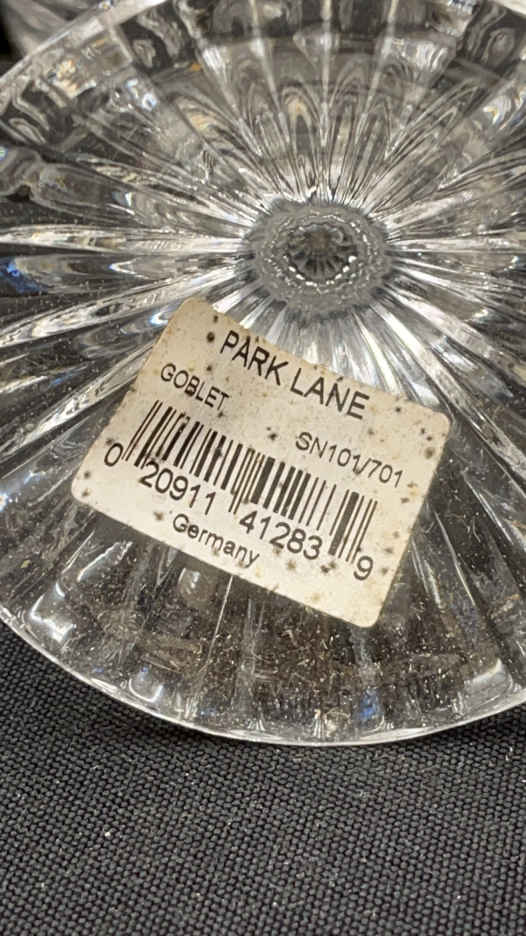 PARK LANE
GOBLET
SN101/701
0 20911 41283 9
Germany